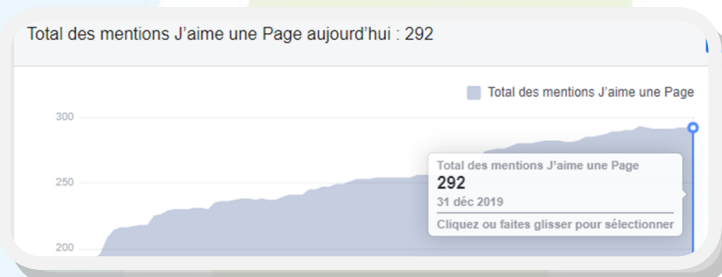 Total des mentions J’aime une Page aujourd’hui : 292
Total des mentions J’aime une Page
300
250
200
Total des mentions J’aime une Page
292
31 déc 2019
Cliquez ou faites glisser pour sélectionner